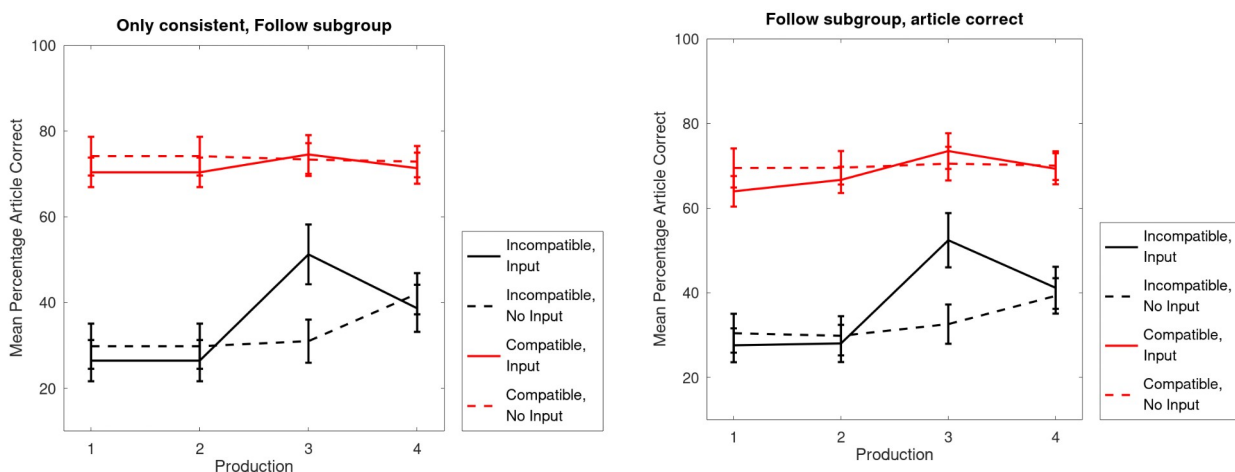 Only consistent, Follow subgroup
100
80
60
40
20
Mean Percentage Article Correct
1 2 3 4
Production
Incompatible,
Input
Incompatible,
No Input
Compatible,
Input
Compatible,
No Input
Follow subgroup, article correct
100
80
60
40
20
Mean Percentage Article Correct
1 2 3 4
Production
Incompatible,
Input
Incompatible,
No Input
Compatible,
Input
Compatible,
No Input